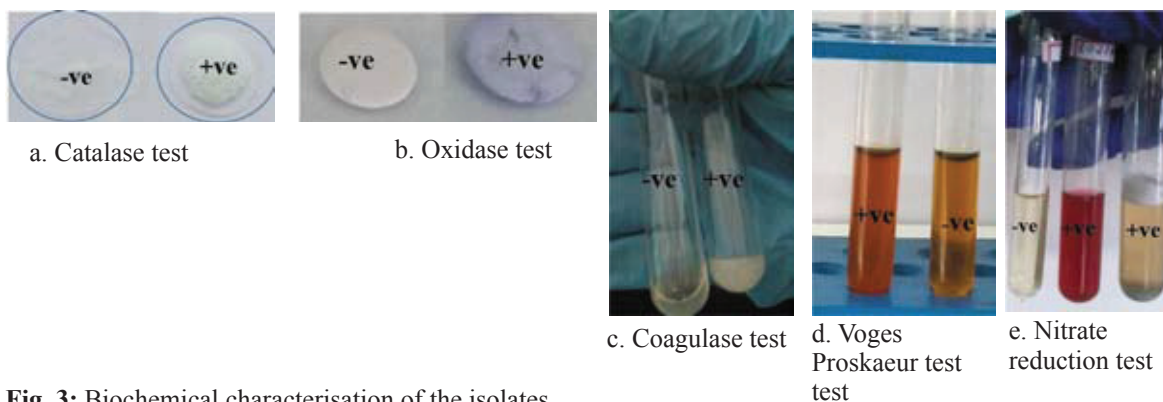 -ve
+ve
-ve
+ve
a. Catalase test
b. Oxidase test
-ve
+ve
+ve
-ve
-ve
+ve
+ve
c. Coagulase test
d. Voges
Proskaeur test
test
e. Nitrate
reduction test
Fig. 3: Biochemical characterisation of the isolates